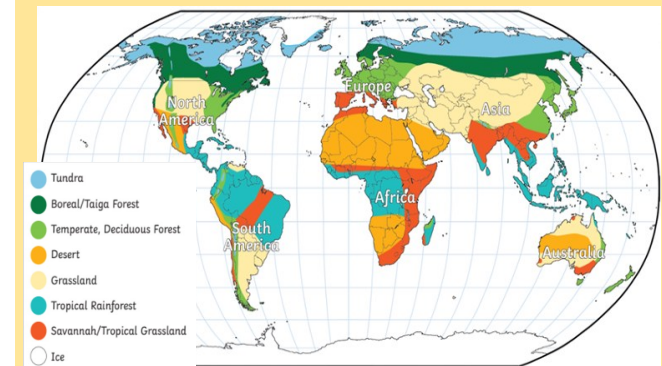 North
America
Europe
Asia
Africa
South
America
Australia
Tundra
Boreal/Taiga Forest
Temperate, Deciduous Forest
Desert
Grassland
Tropical Rainforest
Savannah/Tropical Grassland
Ice